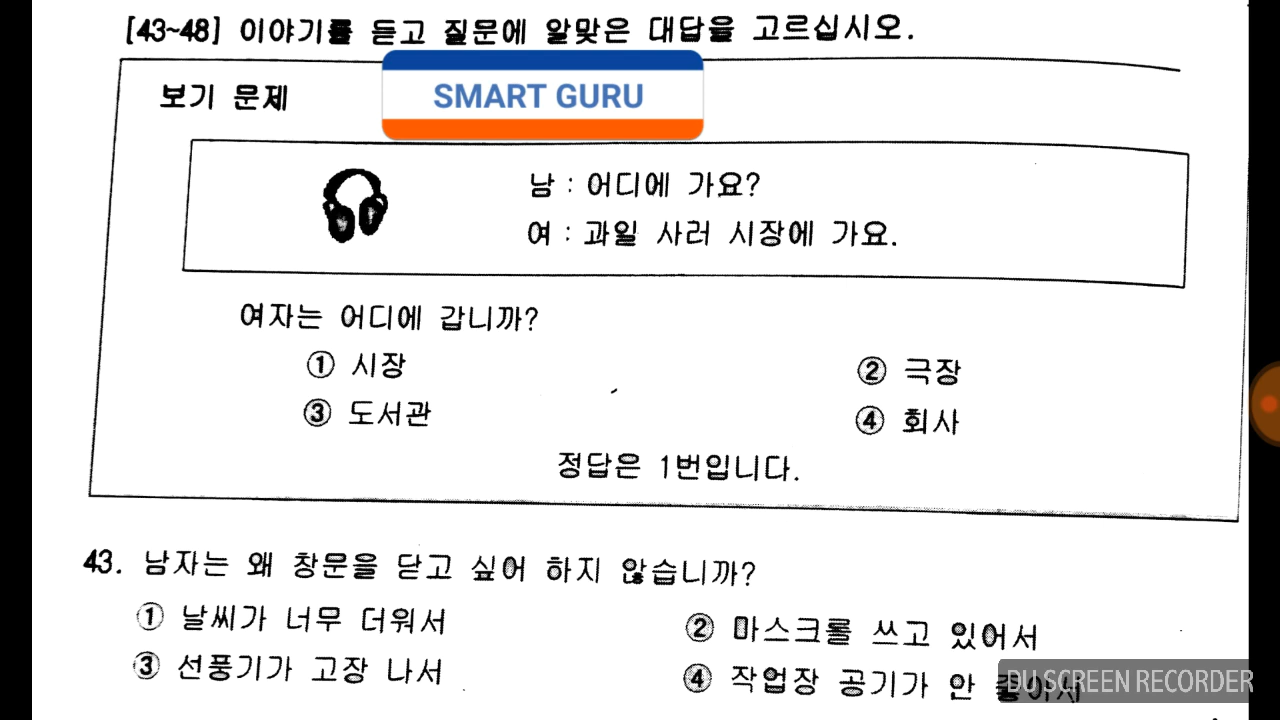 [43~48] 이야기를 듣고 질문에 알맞은 대답을 고르십시오.
SMART GURU
보기 문제
남 : 어디에 가요?
여 : 과일 사러 시장에 가요.
여자는 어디에 갑니까?
① 시장 ② 극장
③ 도서관 ④ 회사
정답은 1번입니다.
43. 남자는 왜 창문을 닫고 싶어 하지 않습니까?
① 날씨가 너무 더워서 ② 마스크를 쓰고 있어서
③ 선풍기가 고장 나서 ④ 작업장 공기가 안 좋아서
DU SCREEN RECORDER